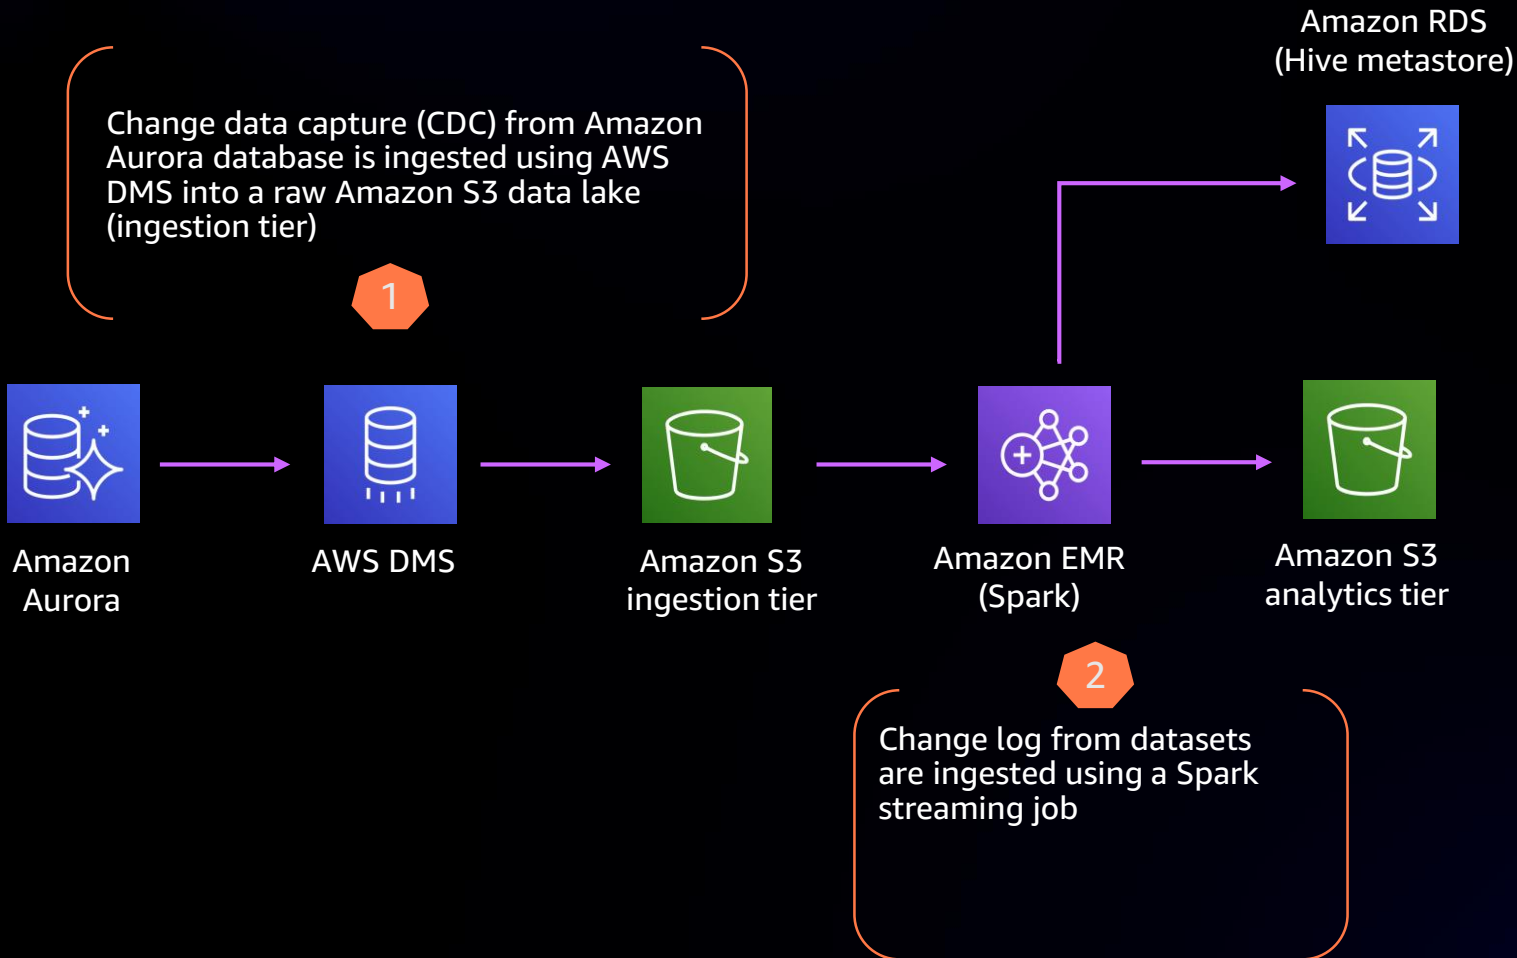 Amazon RDS
(Hive metastore)
Change data capture (CDC) from Amazon
Aurora database is ingested using AWS
DMS into a raw Amazon S3 data lake
(ingestion tier)
1
Amazon
Aurora
AWS DMS
Amazon S3
ingestion tier
Amazon EMR
(Spark)
Amazon S3
analytics tier
2
Change log from datasets
are ingested using a Spark
streaming job